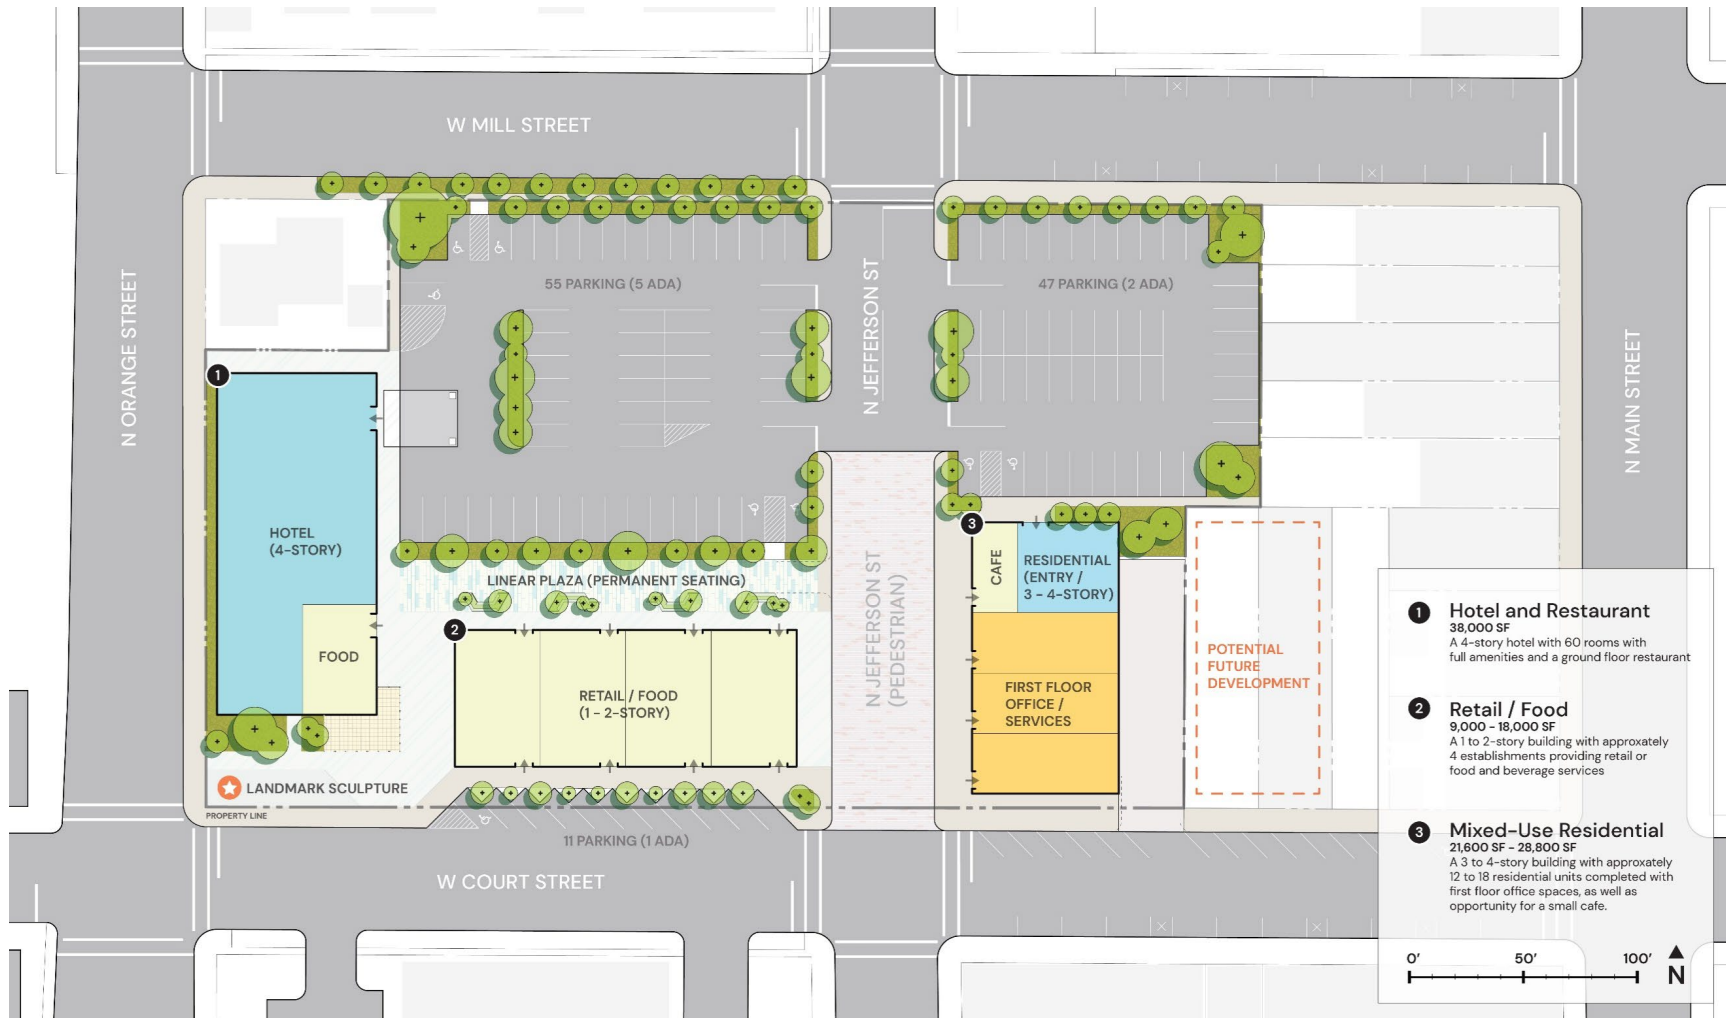 W MILL STREET
N ORANGE STREET
55 PARKING (5 ADA)
N JEFFERSON ST
47 PARKING (2 ADA)
N MAIN STREET
1
HOTEL
(4-STORY)
FOOD
LINEAR PLAZA (PERMANENT SEATING)
2
RETAIL / FOOD
(1 - 2-STORY)
N JEFFERSON ST
(PEDESTRIAN)
3
CAFE
RESIDENTIAL
(ENTRY /
3 - 4-STORY)
FIRST FLOOR
OFFICE /
SERVICES
POTENTIAL
FUTURE
DEVELOPMENT
LANDMARK SCULPTURE
PROPERTY LINE
11 PARKING (1 ADA)
W COURT STREET
1 Hotel and Restaurant
38,000 SF
A 4-story hotel with 60 rooms with
full amenities and a ground floor restaurant
2 Retail / Food
9,000 - 18,000 SF
A 1 to 2-story building with approxately
4 establishments providing retail or
food and beverage services
3 Mixed-Use Residential
21,600 SF - 28,800 SF
A 3 to 4-story building with approxately
12 to 18 residential units completed with
first floor office spaces, as well as
opportunity for a small cafe.
0' 50' 100'
N